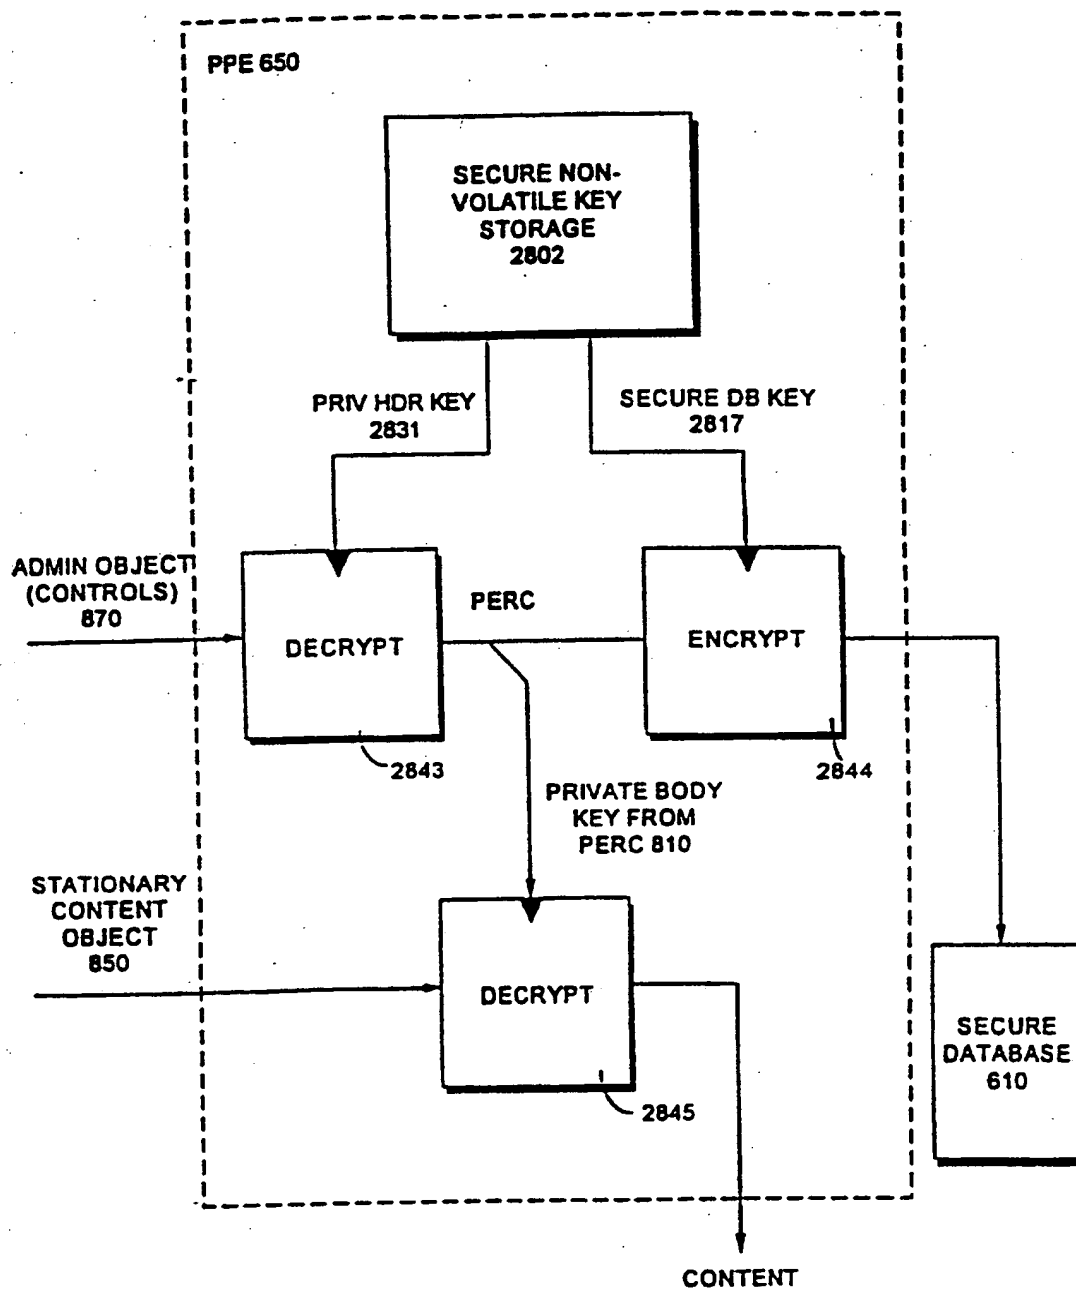 PPE 650
SECURE NON-
VOLATILE KEY
STORAGE
2802
PRIV HDR KEY
2831
SECURE DB KEY
2817
ADMIN OBJECT
(CONTROLS)
870
DECRYPT
PERC
ENCRYPT
2843
2844
PRIVATE BODY
KEY FROM
PERC 810
STATIONARY
CONTENT
OBJECT
850
DECRYPT
2845
SECURE
DATABASE
610
CONTENT